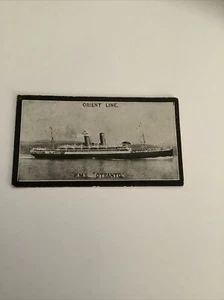 ORIENT LINE.
R.M.S. "OTRANTO."